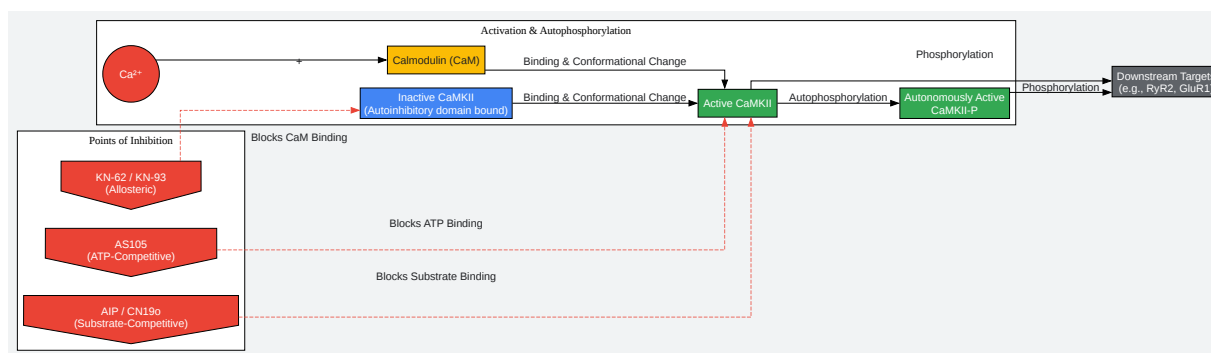 Activation & Autophosphorylation
Ca²⁺
+
Calmodulin (CaM)
Binding & Conformational Change
Phosphorylation
Inactive CaMKII
(Autoinhibitory domain bound)
Binding & Conformational Change
Active CaMKII
Autophosphorylation
Autonomously Active
CaMKII-P
Phosphorylation
Downstream Targets
(e.g., RyR2, GluR1)
Points of Inhibition
Blocks CaM Binding
KN-62 / KN-93
(Allosteric)
AS105
(ATP-Competitive)
Blocks ATP Binding
AIP / CN19o
(Substrate-Competitive)
Blocks Substrate Binding